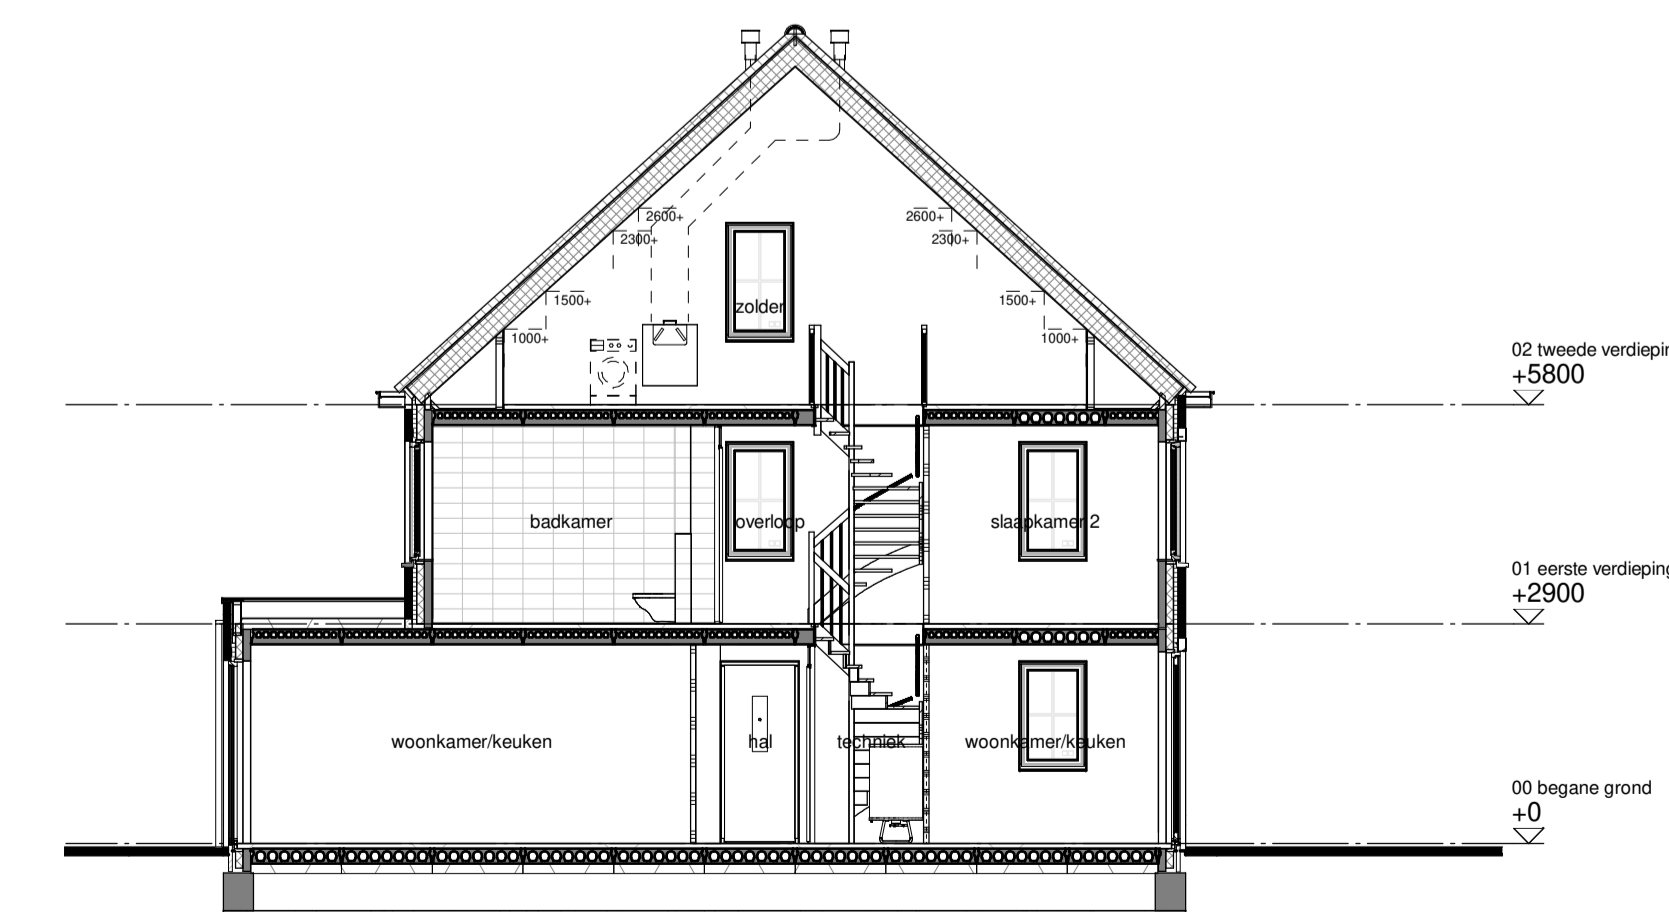 2600+ 2600+
2300+ 2300+
zolder
1500+ 1500+
1000+ 1000+
02 tweede verdiepin
+5800
badkamer overloop slaapkamer 2
01 eerste verdieping
+2900
woonkamer/keuken hal techniek woonkamer/keuken
00 begane grond
+0